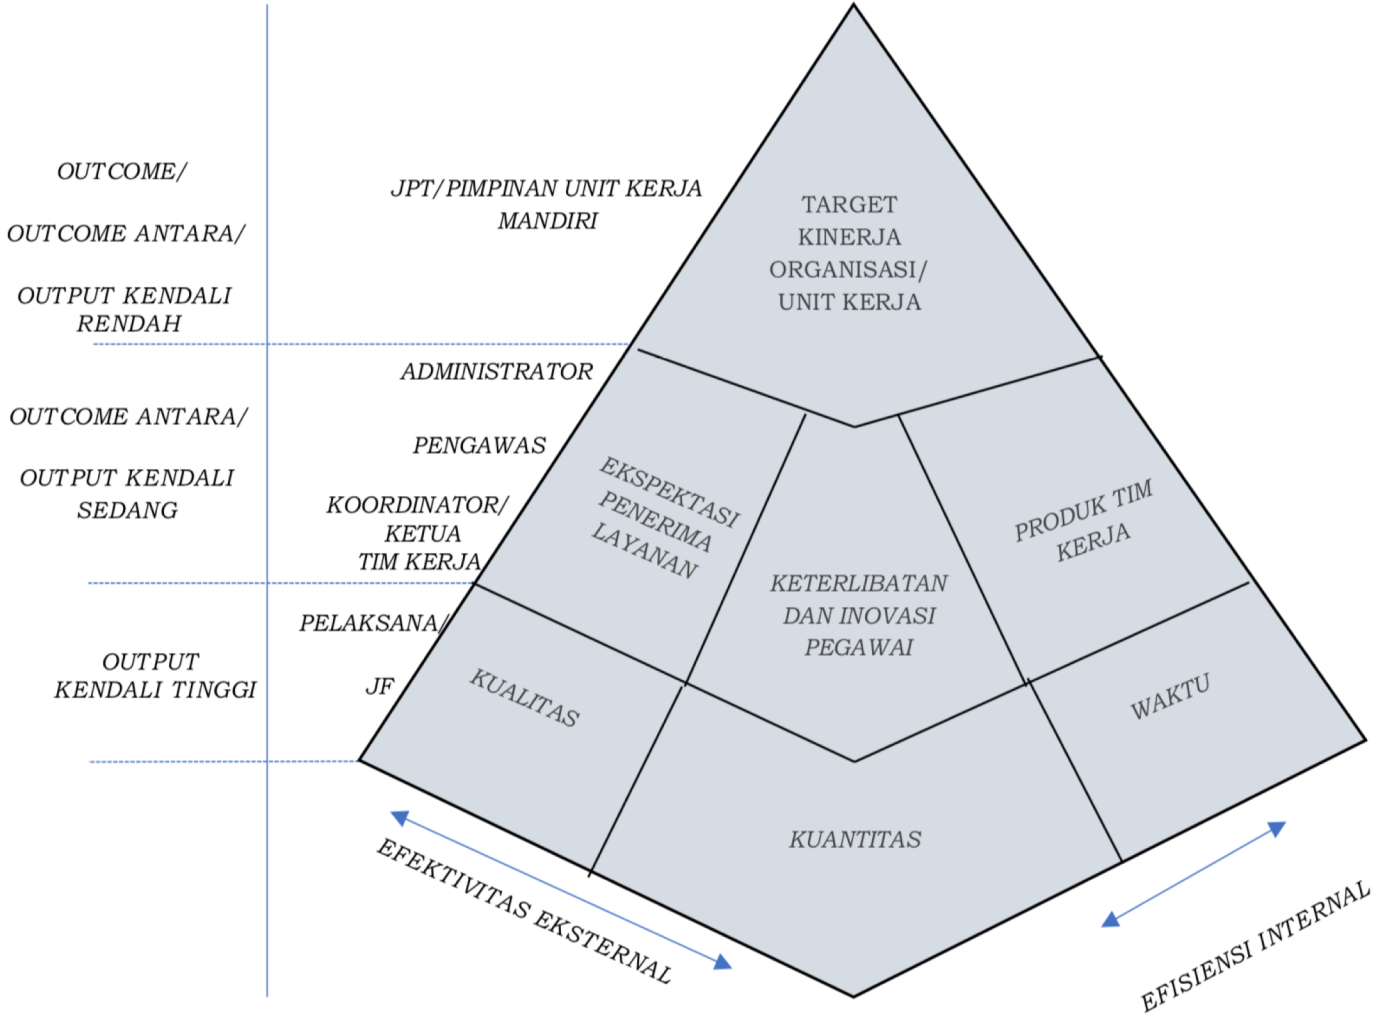 OUTCOME/
OUTCOME ANTARA/
OUTPUT KENDALI
RENDAH
JPT/PIMPINAN UNIT KERJA
MANDIRI
TARGET
KINERJA
ORGANISASI/
UNIT KERJA
OUTCOME ANTARA/
OUTPUT KENDALI
SEDANG
ADMINISTRATOR
PENGAWAS
KOORDINATOR/
KETUA
TIM KERJA
EKSPEKTASI
PENERIMA
LAYANAN
KETERLIBATAN
DAN INOVASI
PEGAWAI
PRODUK TIM
KERJA
OUTPUT
KENDALI TINGGI
PELAKSANA/
JF
KUALITAS
KUANTITAS
WAKTU
EFEKTIVITAS EKSTERNAL
EFISIENSI INTERNAL